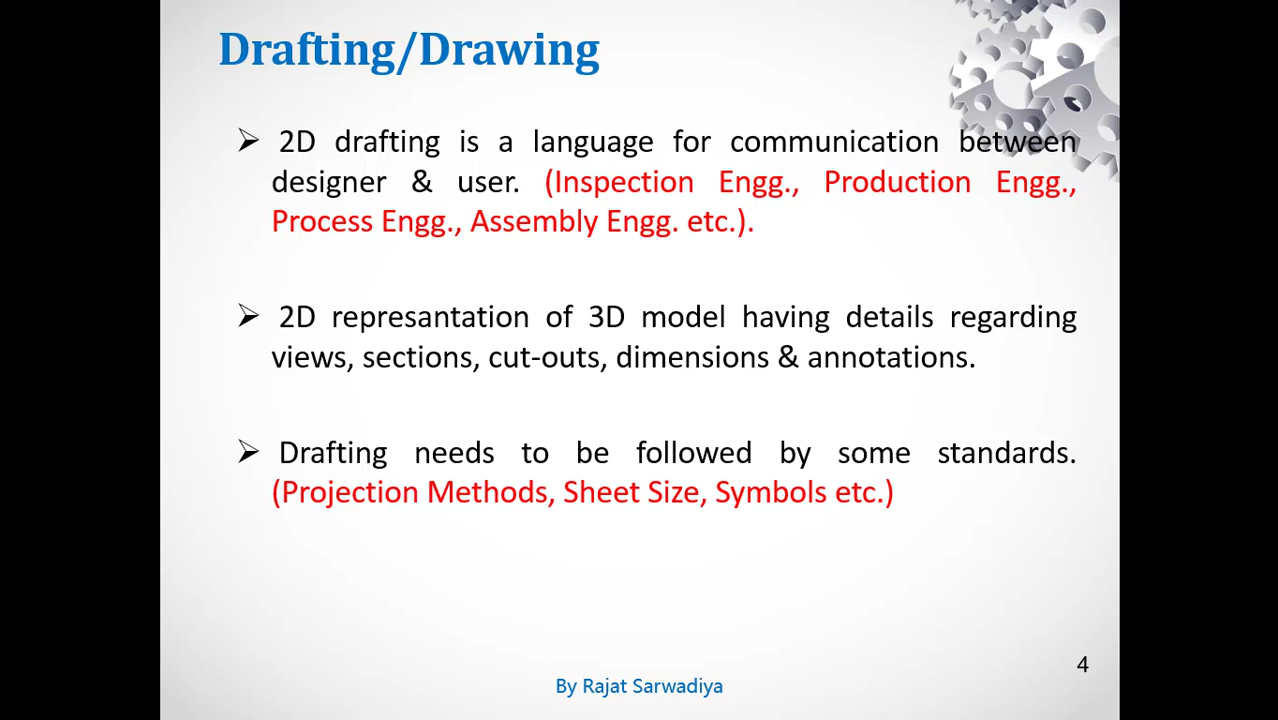 Drafting/Drawing
➢ 2D drafting is a language for communication between
designer & user. (Inspection Engg., Production Engg.,
Process Engg., Assembly Engg. etc.).
➢ 2D represantation of 3D model having details regarding
views, sections, cut-outs, dimensions & annotations.
➢ Drafting needs to be followed by some standards.
(Projection Methods, Sheet Size, Symbols etc.)
4
By Rajat Sarwadiya